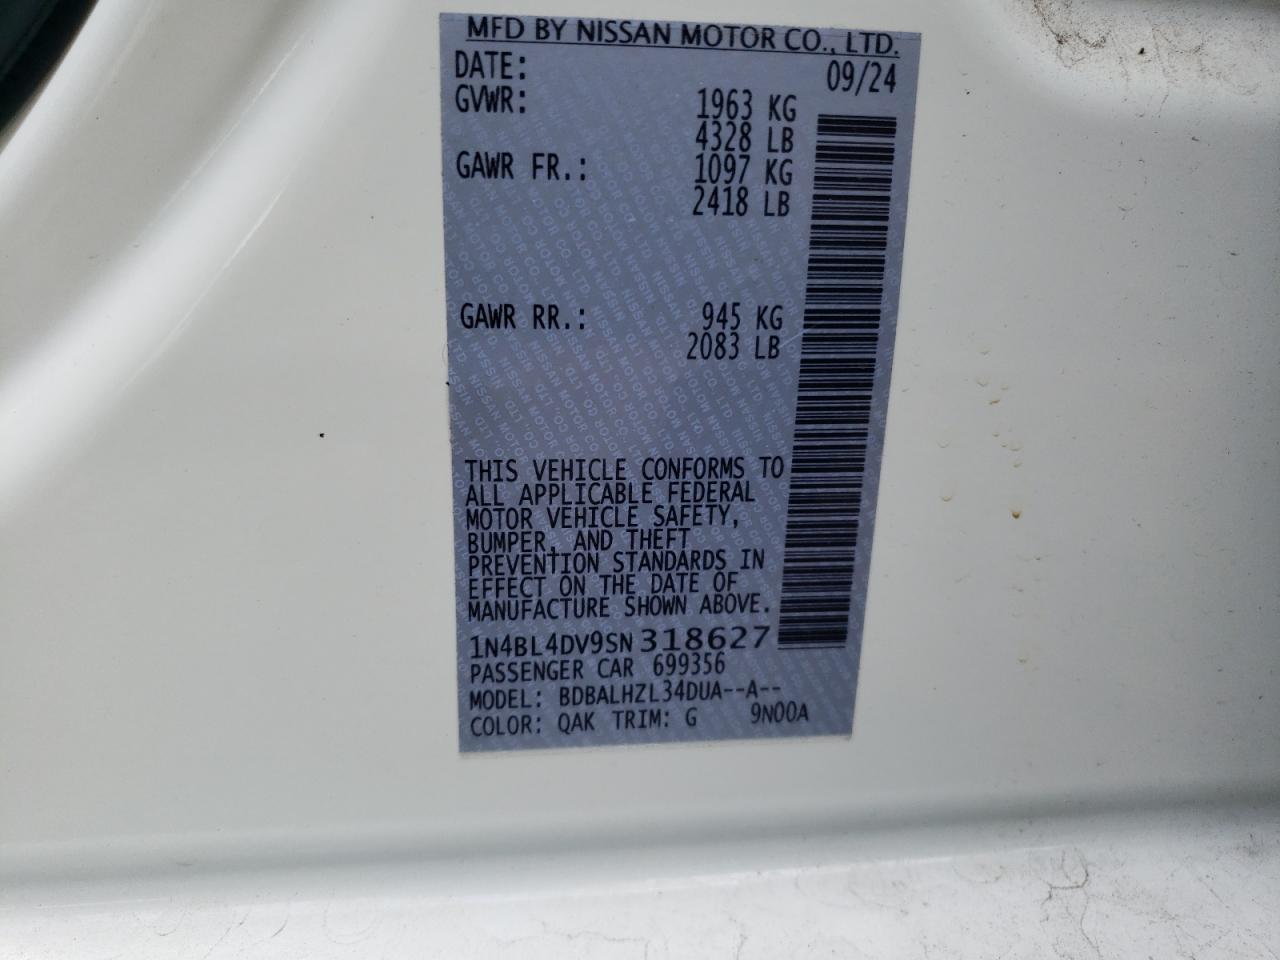 MFD BY NISSAN MOTOR CO., LTD.
DATE: 09/24
GVWR: 1963 KG
4328 LB
GAWR FR.: 1097 KG
2418 LB
GAWR RR.: 945 KG
2083 LB
THIS VEHICLE CONFORMS TO
ALL APPLICABLE FEDERAL
MOTOR VEHICLE SAFETY,
BUMPER, AND THEFT
PREVENTION STANDARDS IN
EFFECT ON THE DATE OF
MANUFACTURE SHOWN ABOVE.
1N4BL4DV9SN318627
PASSENGER CAR 699356
MODEL: BDBALHZL34DUA--A--
COLOR: QAK TRIM: G 9N00A